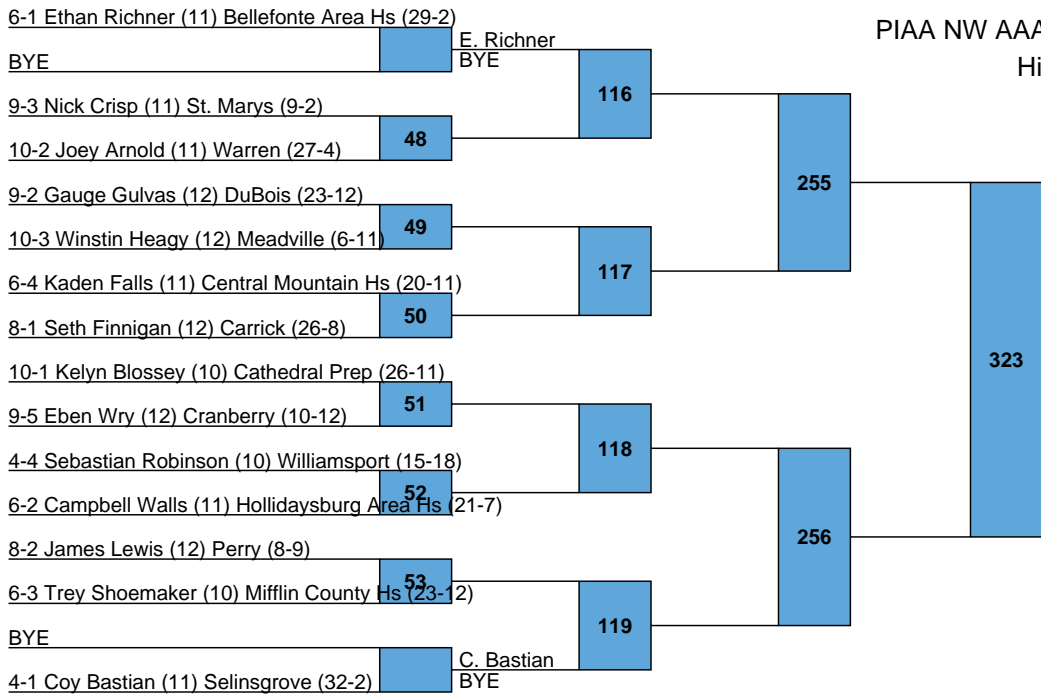 6-1 Ethan Richner (11) Bellefonte Area Hs (29-2)
PIAA NW AAA
Hi
E. Richner
BYE
BYE
116
9-3 Nick Crisp (11) St. Marys (9-2)
48
10-2 Joey Arnold (11) Warren (27-4)
255
9-2 Gauge Gulvas (12) DuBois (23-12)
49
10-3 Winstin Heagy (12) Meadville (6-11)
117
6-4 Kaden Falls (11) Central Mountain Hs (20-11)
50
8-1 Seth Finnigan (12) Carrick (26-8)
323
10-1 Kelyn Blossey (10) Cathedral Prep (26-11)
51
9-5 Eben Wry (12) Cranberry (10-12)
118
4-4 Sebastian Robinson (10) Williamsport (15-18)
52
6-2 Campbell Walls (11) Hollidaysburg Area Hs (21-7)
256
8-2 James Lewis (12) Perry (8-9)
53
6-3 Trey Shoemaker (10) Mifflin County Hs (23-12)
119
BYE
C. Bastian
BYE
4-1 Coy Bastian (11) Selinsgrove (32-2)